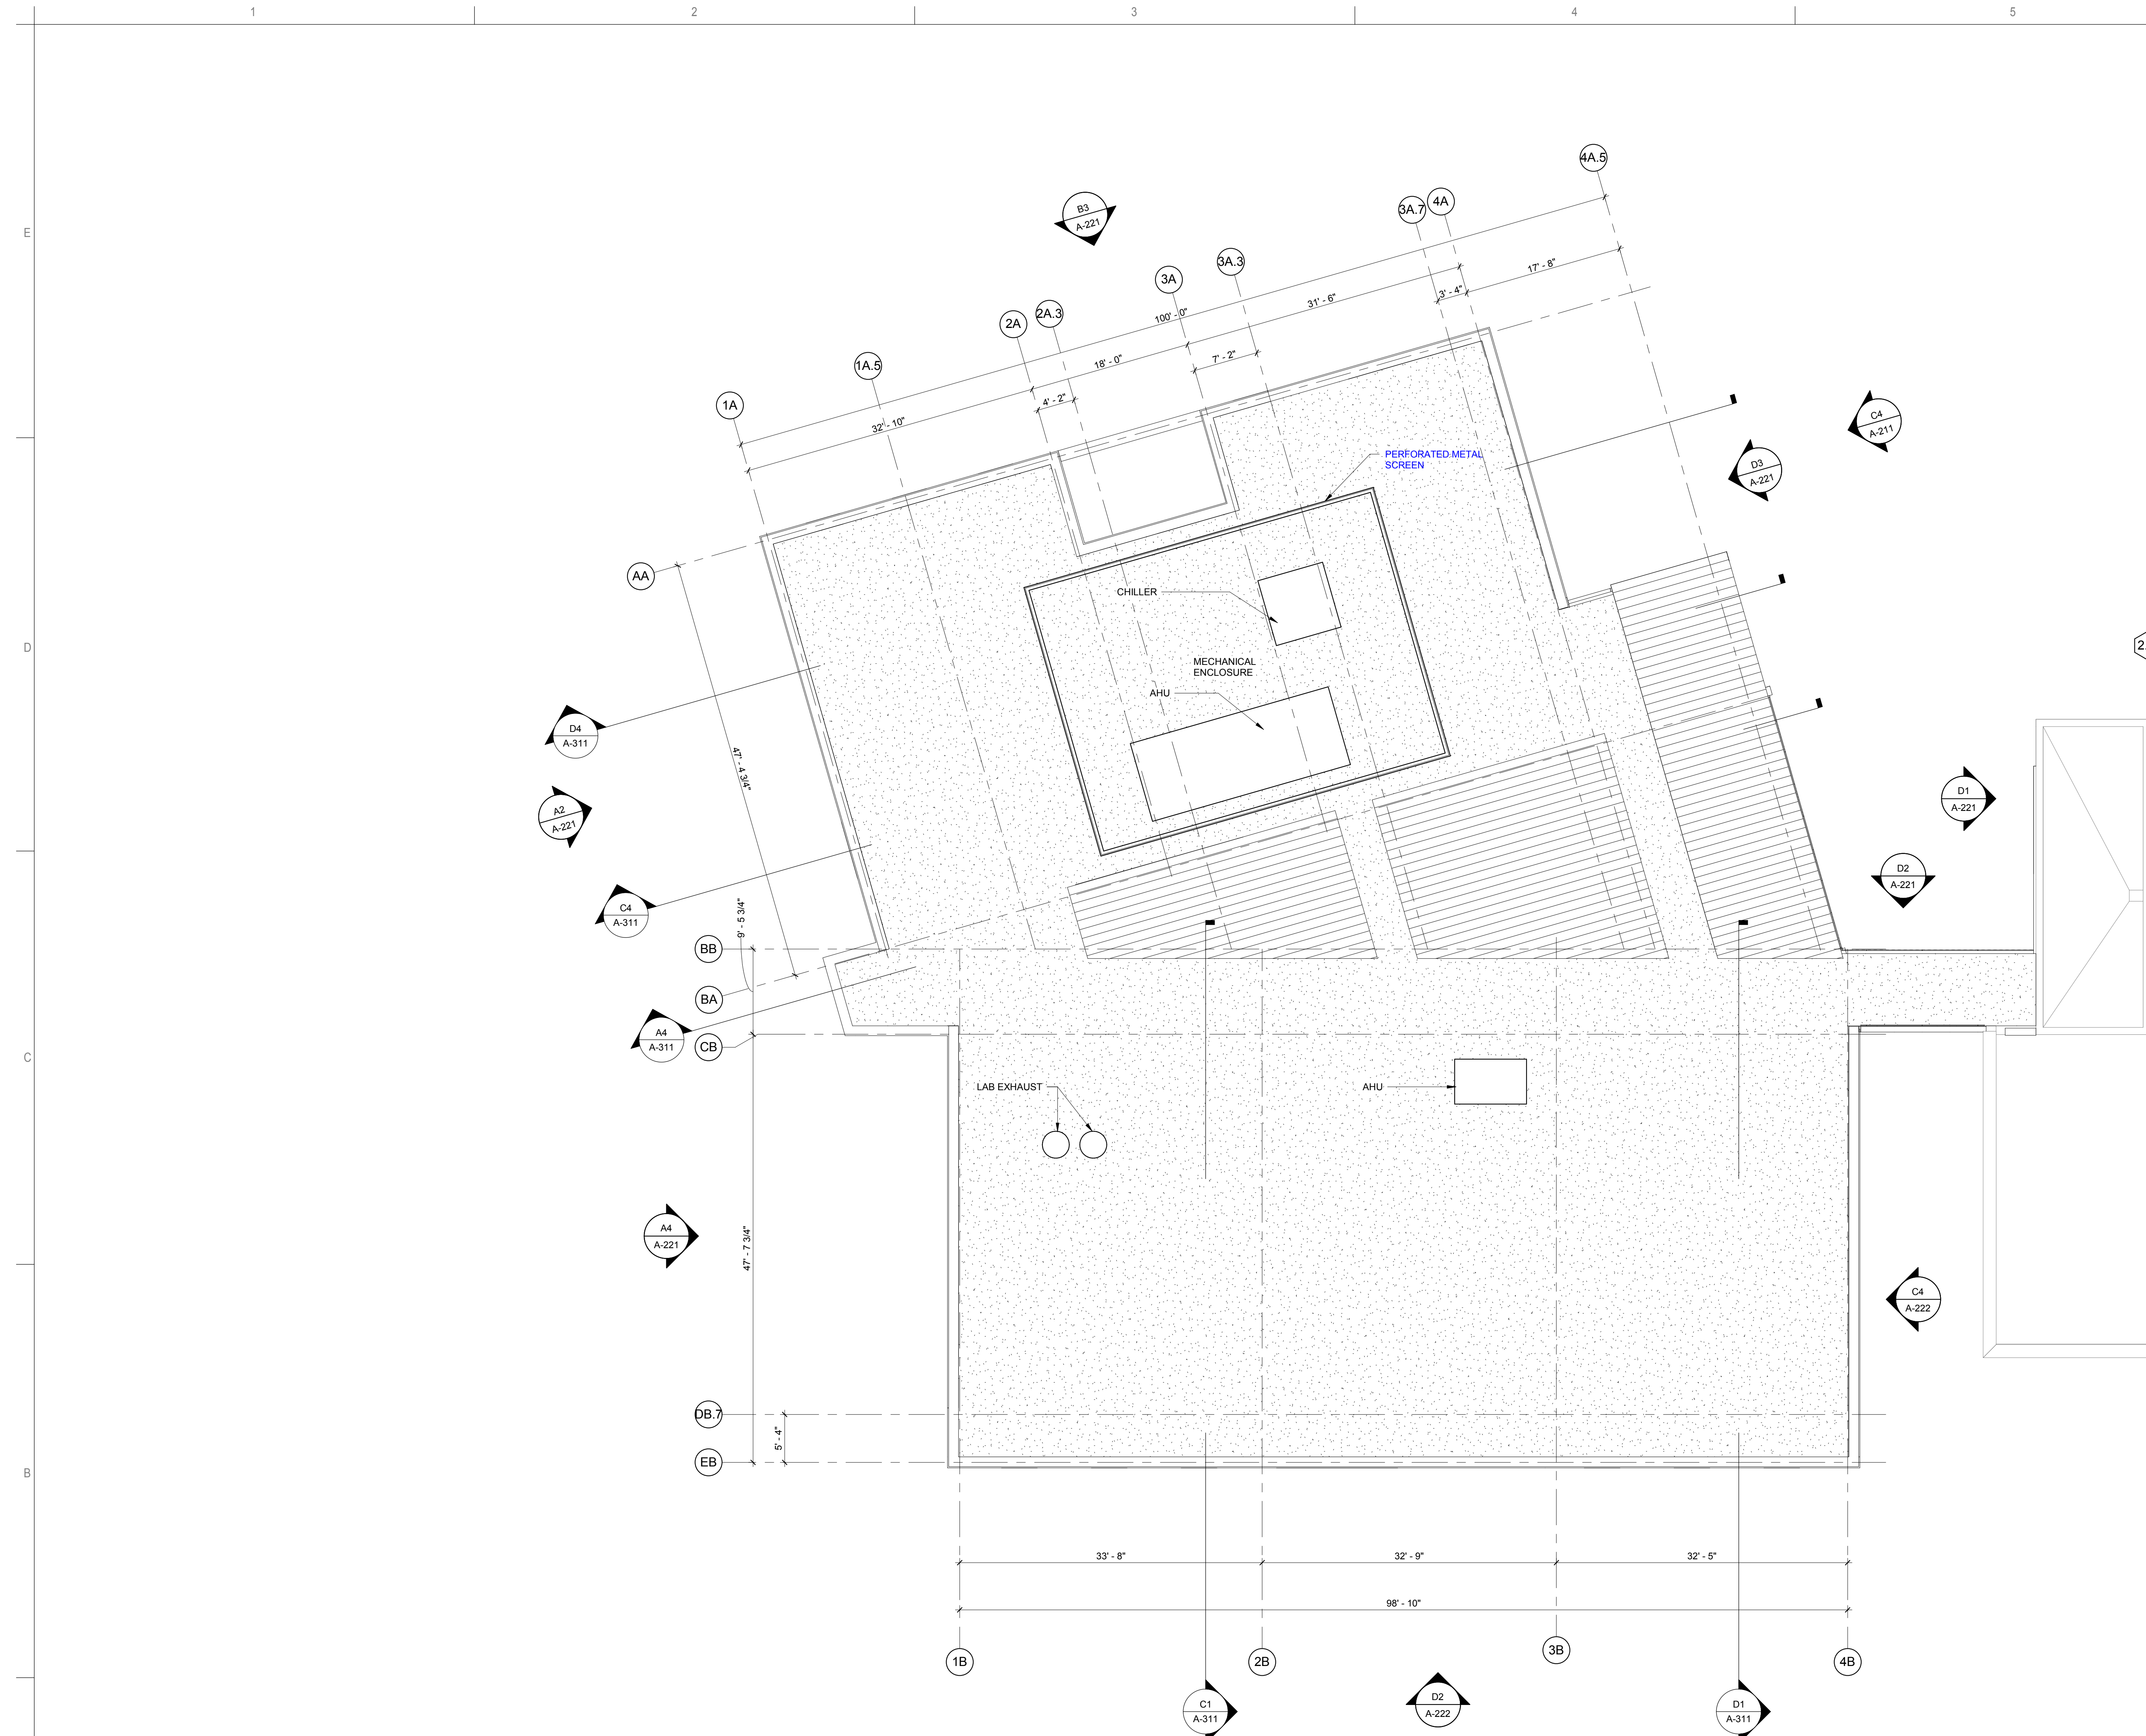 1
2
3
4
5
E
D
C
B
4A.5
B3
A-221
3A.7
4A
3A.3
3A
2A.3
2A
1A.5
1A
17' - 8"
3' - 4"
31' - 6"
100' - 0"
7' - 2"
18' - 0"
4' - 2"
32' - 10"
C4
A-211
D3
A-221
PERFORATED METAL
SCREEN
AA
CHILLER
MECHANICAL
ENCLOSURE
AHU
D4
A-311
47' - 4 3/4"
A2
A-221
D1
A-221
D2
A-221
C4
A-311
9' - 5 3/4"
BB
BA
A4
A-311
CB
LAB EXHAUST
AHU
A4
A-221
47' - 7 3/4"
C4
A-222
DB.7
5' - 4"
EB
33' - 8"
32' - 9"
32' - 5"
98' - 10"
1B
2B
3B
4B
C1
A-311
D2
A-222
D1
A-311